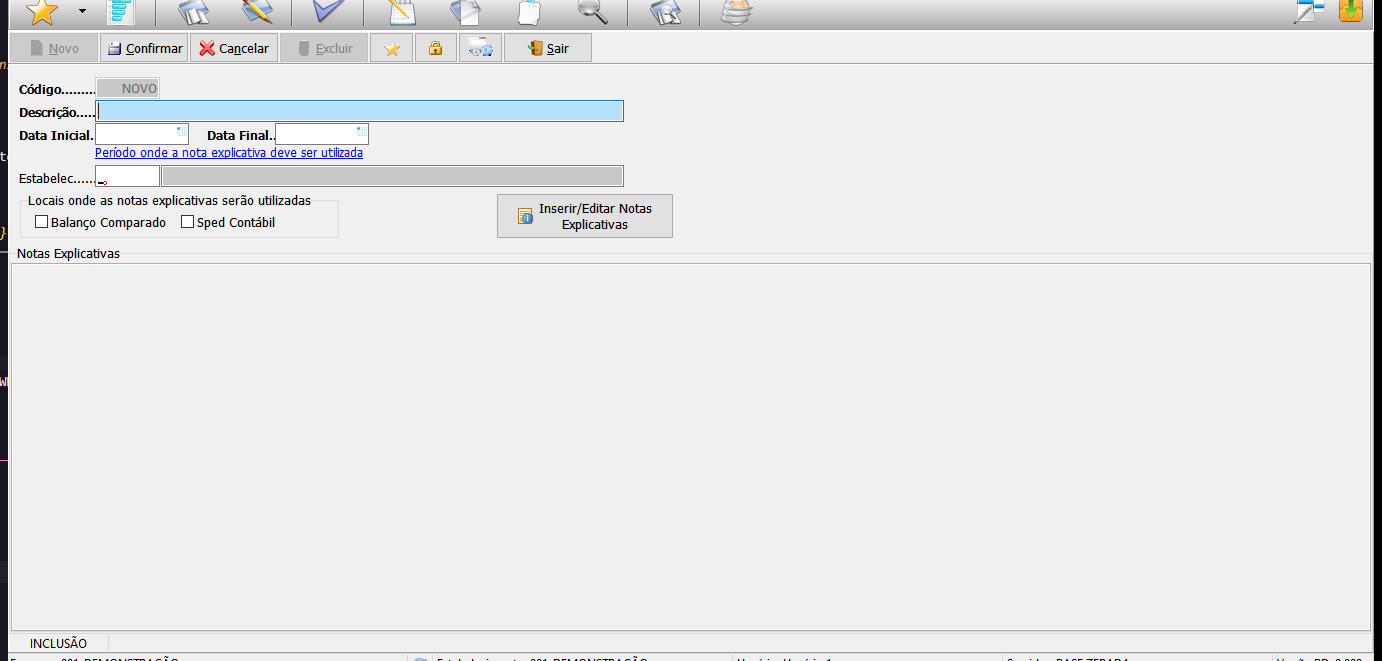 Novo Confirmar Cancelar Excluir Sair
Código......... NOVO
Descrição.....
Data Inicial. Data Final..
Período onde a nota explicativa deve ser utilizada
Estabelec......
Locais onde as notas explicativas serão utilizadas
Balanço Comparado Sped Contábil
Inserir/Editar Notas
Explicativas
Notas Explicativas
INCLUSÃO